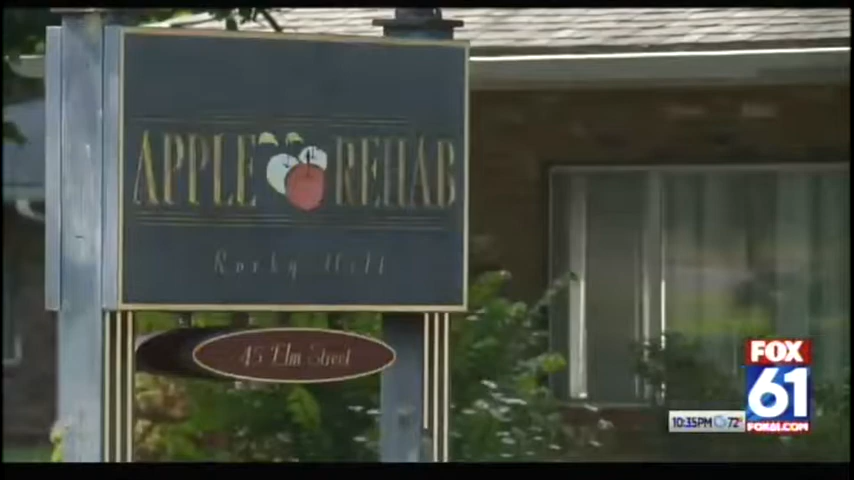 APPLE REHAB
Rocky Hill
45 Elm Street
FOX
61
10:35PM 72°
FOX61.COM